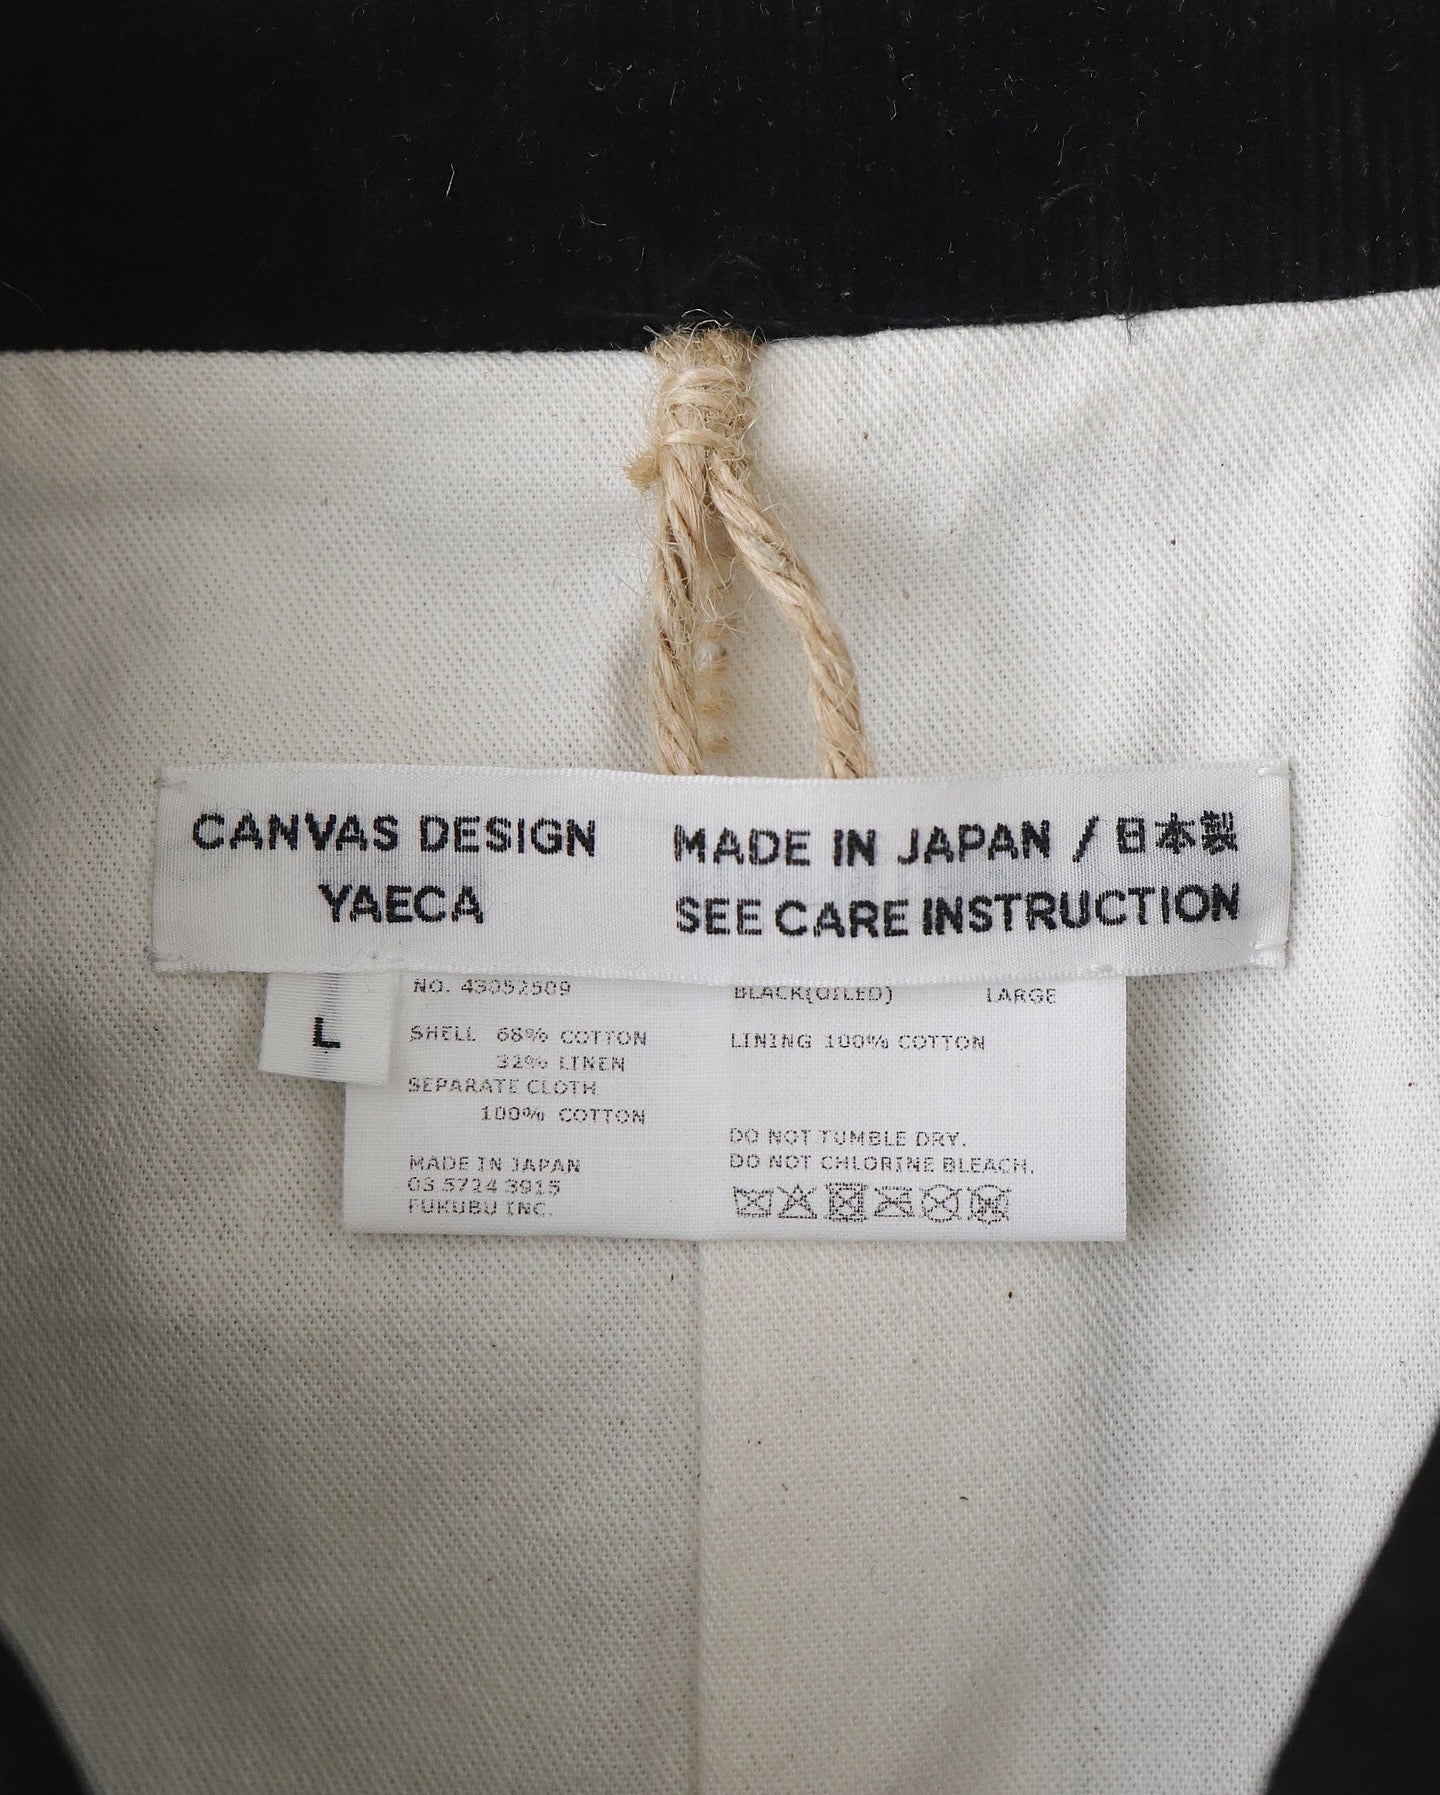 CANVAS DESIGN
YAECA
MADE IN JAPAN / 日本製
SEE CARE INSTRUCTION
L
NO. 43052509
SHELL 68% COTTON
32% LINEN
SEPARATE CLOTH
100% COTTON
MADE IN JAPAN
03 5724 3915
FUKUBU INC.
BLACK(OILED) LARGE
LINING 100% COTTON
DO NOT TUMBLE DRY.
DO NOT CHLORINE BLEACH.